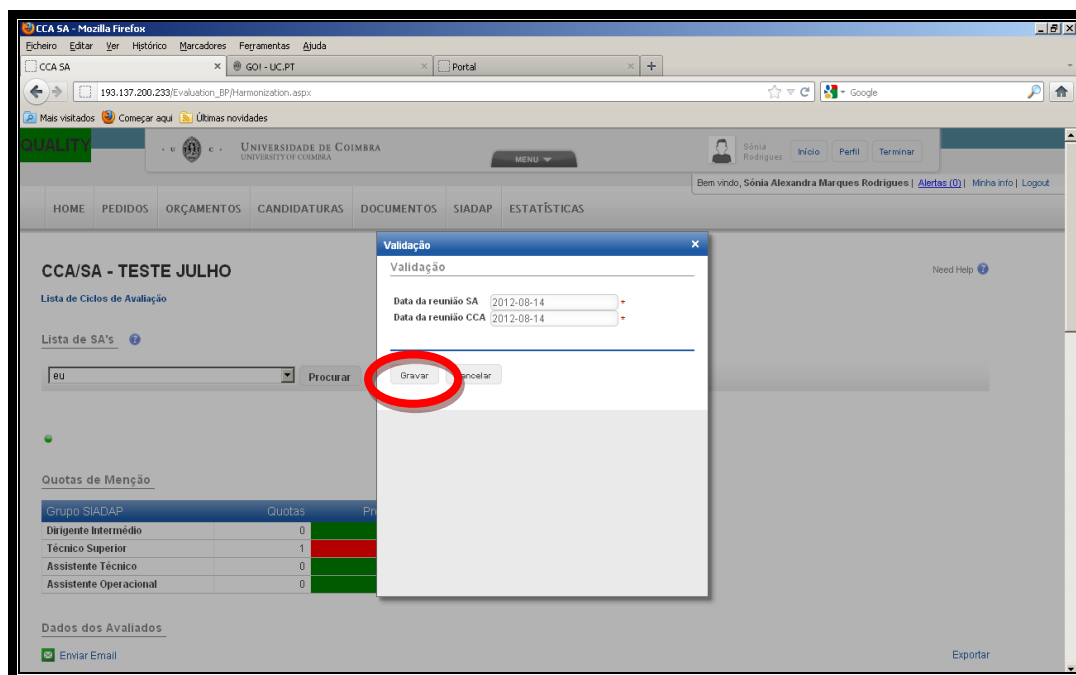 CCA SA - Mozilla Firefox
Ficheiro Editar Ver Histórico Marcadores Ferramentas Ajuda
CCA SA × GO! - UC.PT × Portal × +
193.137.200.233/Evaluation_BP/Harmonization.aspx Google
Mais visitados Começar aqui Últimas novidades
QUALITY
· U C · UNIVERSIDADE DE COIMBRA
UNIVERSITY OF COIMBRA
MENU
Sónia Rodrigues Início Perfil Terminar
Bem vindo, Sónia Alexandra Marques Rodrigues | Alertas (0) | Minha info | Logout
HOME PEDIDOS ORÇAMENTOS CANDIDATURAS DOCUMENTOS SIADAP ESTATÍSTICAS
CCA/SA - TESTE JULHO
Need Help ?
Lista de Ciclos de Avaliação
Lista de SA's ?
eu Procurar
Quotas de Menção
Grupo SIADAP Quotas Pr
Dirigente Intermédio 0
Técnico Superior 1
Assistente Técnico 0
Assistente Operacional 0
Dados dos Avaliados
Enviar Email Exportar
Validação ×
Validação
Data da reunião SA 2012-08-14 *
Data da reunião CCA 2012-08-14 *
Gravar Cancelar